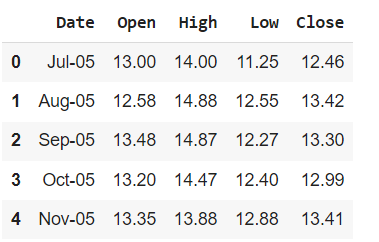 Date Open High Low Close
0 Jul-05 13.00 14.00 11.25 12.46
1 Aug-05 12.58 14.88 12.55 13.42
2 Sep-05 13.48 14.87 12.27 13.30
3 Oct-05 13.20 14.47 12.40 12.99
4 Nov-05 13.35 13.88 12.88 13.41